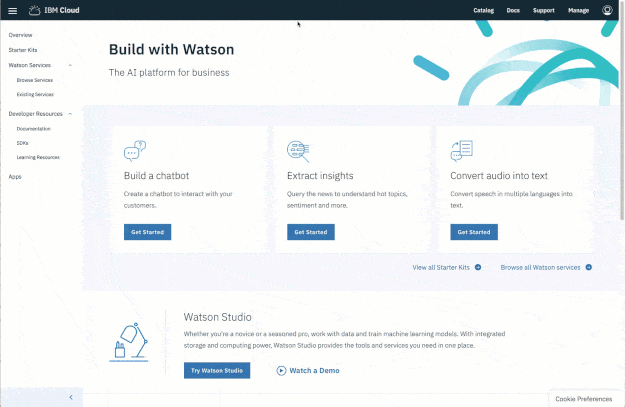 IBM Cloud
Catalog Docs Support Manage
Overview
Starter Kits
Watson Services
Browse Services
Existing Services
Developer Resources
Documentation
SDKs
Learning Resources
Apps
Build with Watson
The AI platform for business
Build a chatbot
Create a chatbot to interact with your
customers.
Get Started
Extract insights
Query the news to understand hot topics,
sentiment and more.
Get Started
Convert audio into text
Convert speech in multiple languages into
text.
Get Started
View all Starter Kits
Browse all Watson services
Watson Studio
Whether you're a novice or a seasoned pro, work with data and train machine learning models. With integrated
storage and computing power, Watson Studio provides the tools and services you need in one place.
Try Watson Studio
Watch a Demo
Cookie Preferences